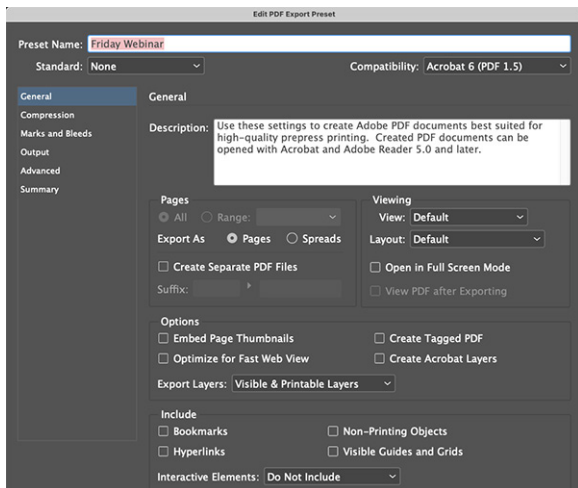 Edit PDF Export Preset
Preset Name: Friday Webinar
Standard: None
Compatibility: Acrobat 6 (PDF 1.5)
General
Compression
Marks and Bleeds
Output
Advanced
Summary
General
Description: Use these settings to create Adobe PDF documents best suited for
high-quality prepress printing. Created PDF documents can be
opened with Acrobat and Adobe Reader 5.0 and later.
Pages
All Range:
Export As Pages Spreads
Create Separate PDF Files
Suffix:
Viewing
View: Default
Layout: Default
Open in Full Screen Mode
View PDF after Exporting
Options
Embed Page Thumbnails
Create Tagged PDF
Optimize for Fast Web View
Create Acrobat Layers
Export Layers: Visible & Printable Layers
Include
Bookmarks
Non-Printing Objects
Hyperlinks
Visible Guides and Grids
Interactive Elements: Do Not Include